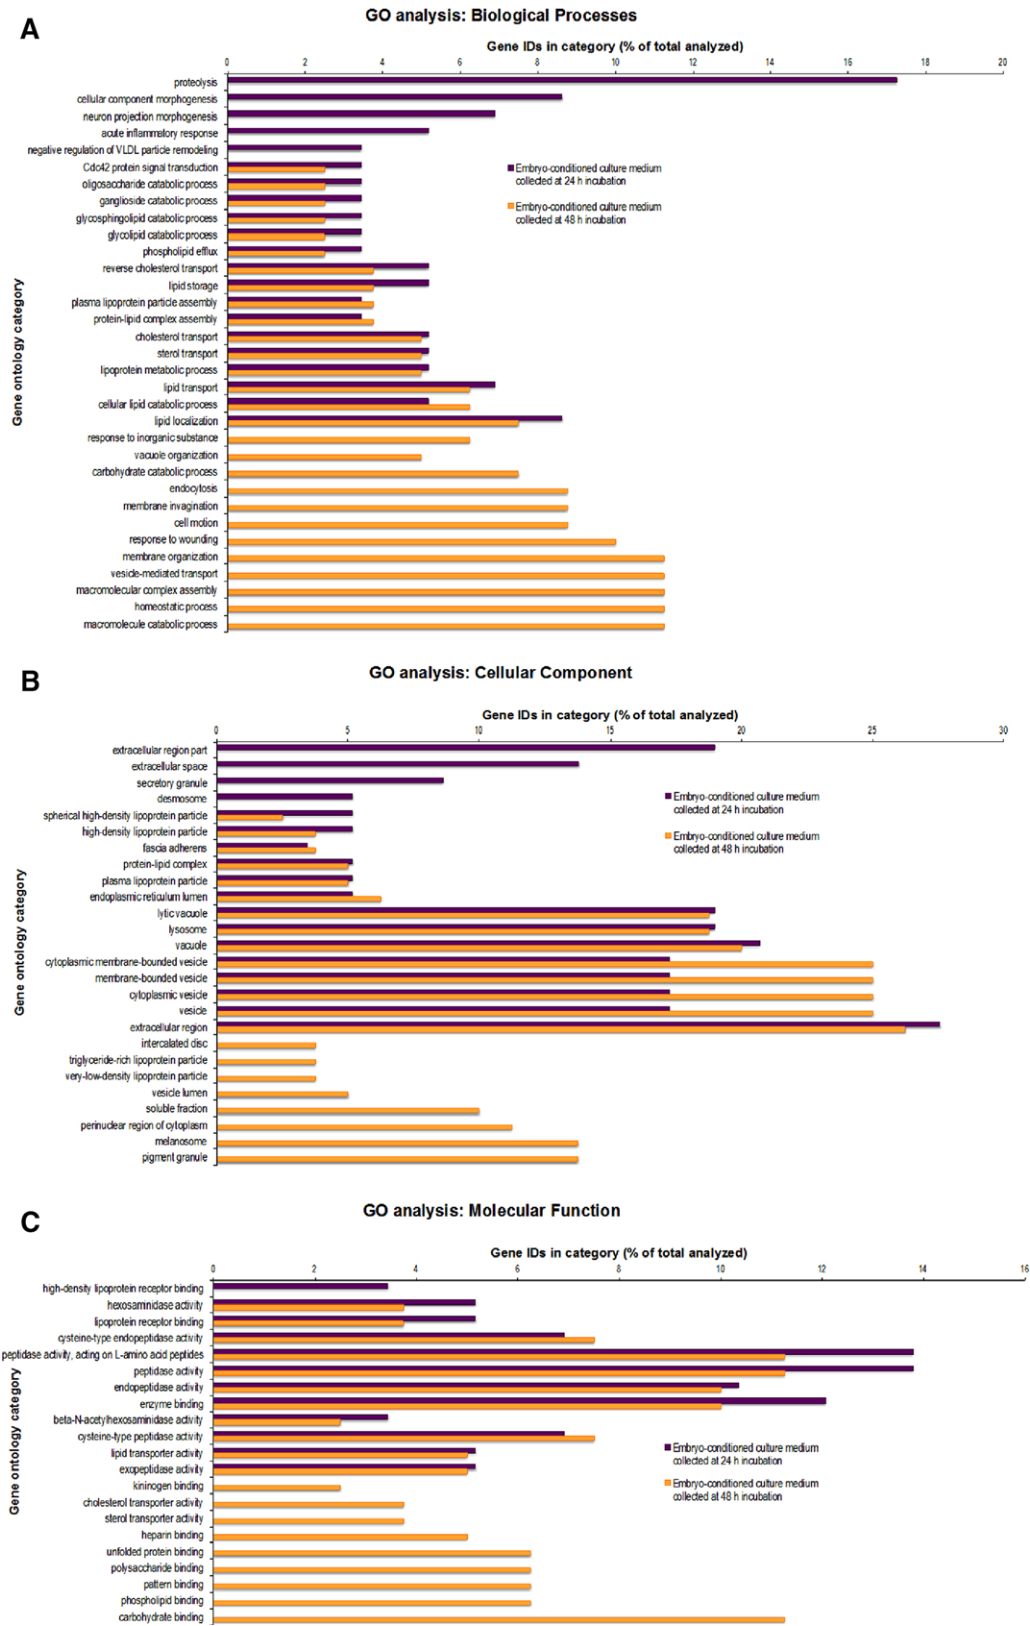 A
GO analysis: Biological Processes
Gene IDs in category (% of total analyzed)
0 2 4 6 8 10 12 14 16 18 20
Gene ontology category
proteolysis
cellular component morphogenesis
neuron projection morphogenesis
acute inflammatory response
negative regulation of VLDL particle remodeling
Cdc42 protein signal transduction
oligosaccharide catabolic process
ganglioside catabolic process
glycosphingolipid catabolic process
glycolipid catabolic process
phospholipid efflux
reverse cholesterol transport
lipid storage
plasma lipoprotein particle assembly
protein-lipid complex assembly
cholesterol transport
sterol transport
lipoprotein metabolic process
lipid transport
cellular lipid catabolic process
lipid localization
response to inorganic substance
vacuole organization
carbohydrate catabolic process
endocytosis
membrane invagination
cell motion
response to wounding
membrane organization
vesicle-mediated transport
macromolecular complex assembly
homeostatic process
macromolecule catabolic process
Embryo-conditioned culture medium
collected at 24 h incubation
Embryo-conditioned culture medium
collected at 48 h incubation
B
GO analysis: Cellular Component
Gene IDs in category (% of total analyzed)
0 5 10 15 20 25 30
Gene ontology category
extracellular region part
extracellular space
secretory granule
desmosome
spherical high-density lipoprotein particle
high-density lipoprotein particle
fascia adherens
protein-lipid complex
plasma lipoprotein particle
endoplasmic reticulum lumen
lytic vacuole
lysosome
vacuole
cytoplasmic membrane-bounded vesicle
membrane-bounded vesicle
cytoplasmic vesicle
vesicle
extracellular region
intercalated disc
triglyceride-rich lipoprotein particle
very-low-density lipoprotein particle
vesicle lumen
soluble fraction
perinuclear region of cytoplasm
melanosome
pigment granule
Embryo-conditioned culture medium
collected at 24 h incubation
Embryo-conditioned culture medium
collected at 48 h incubation
C
GO analysis: Molecular Function
Gene IDs in category (% of total analyzed)
0 2 4 6 8 10 12 14 16
Gene ontology category
high-density lipoprotein receptor binding
hexosaminidase activity
lipoprotein receptor binding
cysteine-type endopeptidase activity
peptidase activity, acting on L-amino acid peptides
peptidase activity
endopeptidase activity
enzyme binding
beta-N-acetylhexosaminidase activity
cysteine-type peptidase activity
lipid transporter activity
exopeptidase activity
kininogen binding
cholesterol transporter activity
sterol transporter activity
heparin binding
unfolded protein binding
polysaccharide binding
pattern binding
phospholipid binding
carbohydrate binding
Embryo-conditioned culture medium
collected at 24 h incubation
Embryo-conditioned culture medium
collected at 48 h incubation